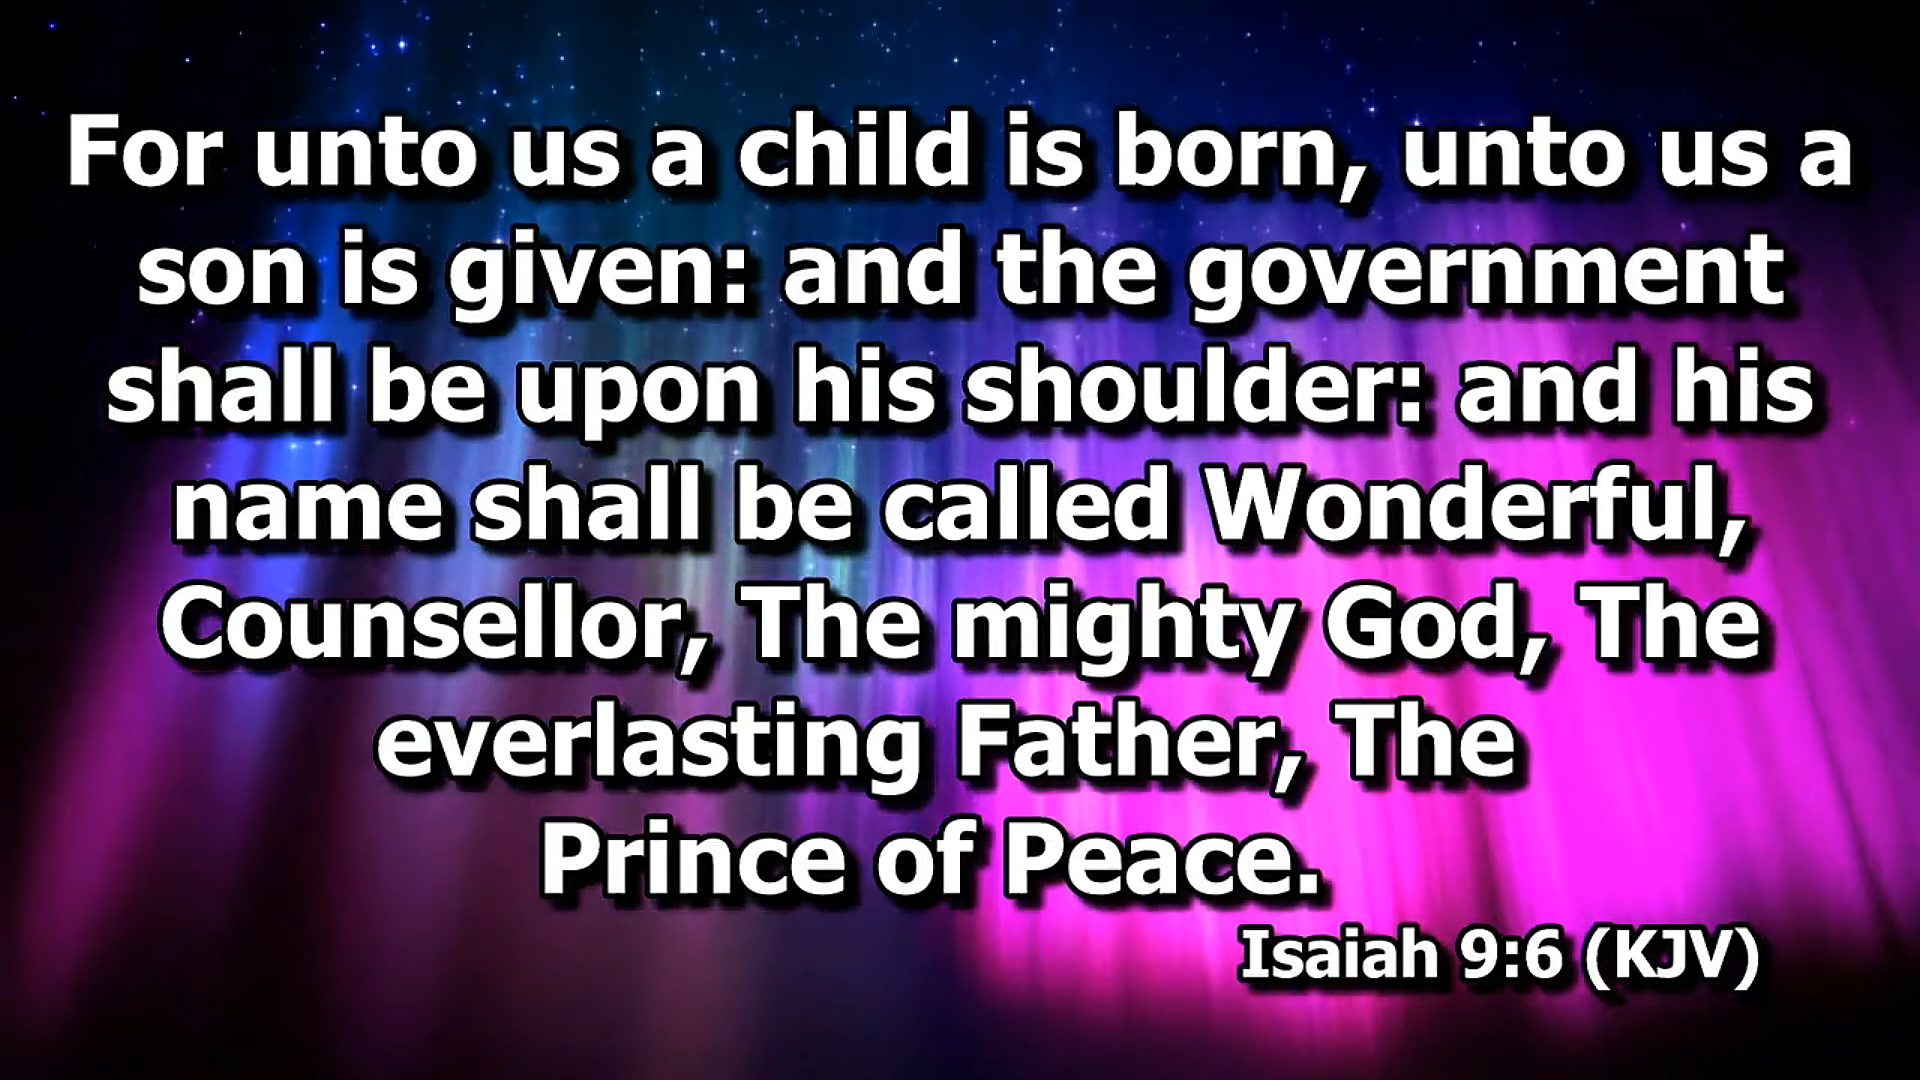 For unto us a child is born, unto us a
son is given: and the government
shall be upon his shoulder: and his
name shall be called Wonderful,
Counsellor, The mighty God, The
everlasting Father, The
Prince of Peace.
Isaiah 9:6 (KJV)